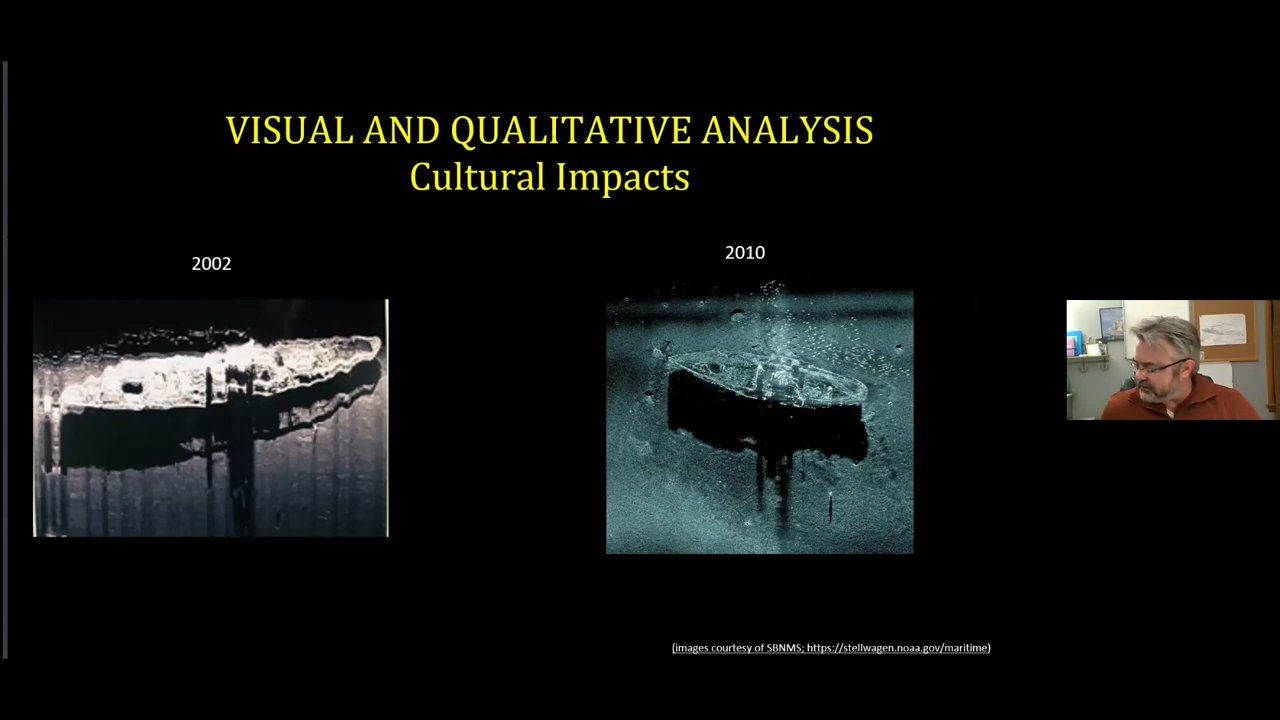 VISUAL AND QUALITATIVE ANALYSIS
Cultural Impacts
2002
2010
(images courtesy of SBNMS; https://stellwagen.noaa.gov/maritime)